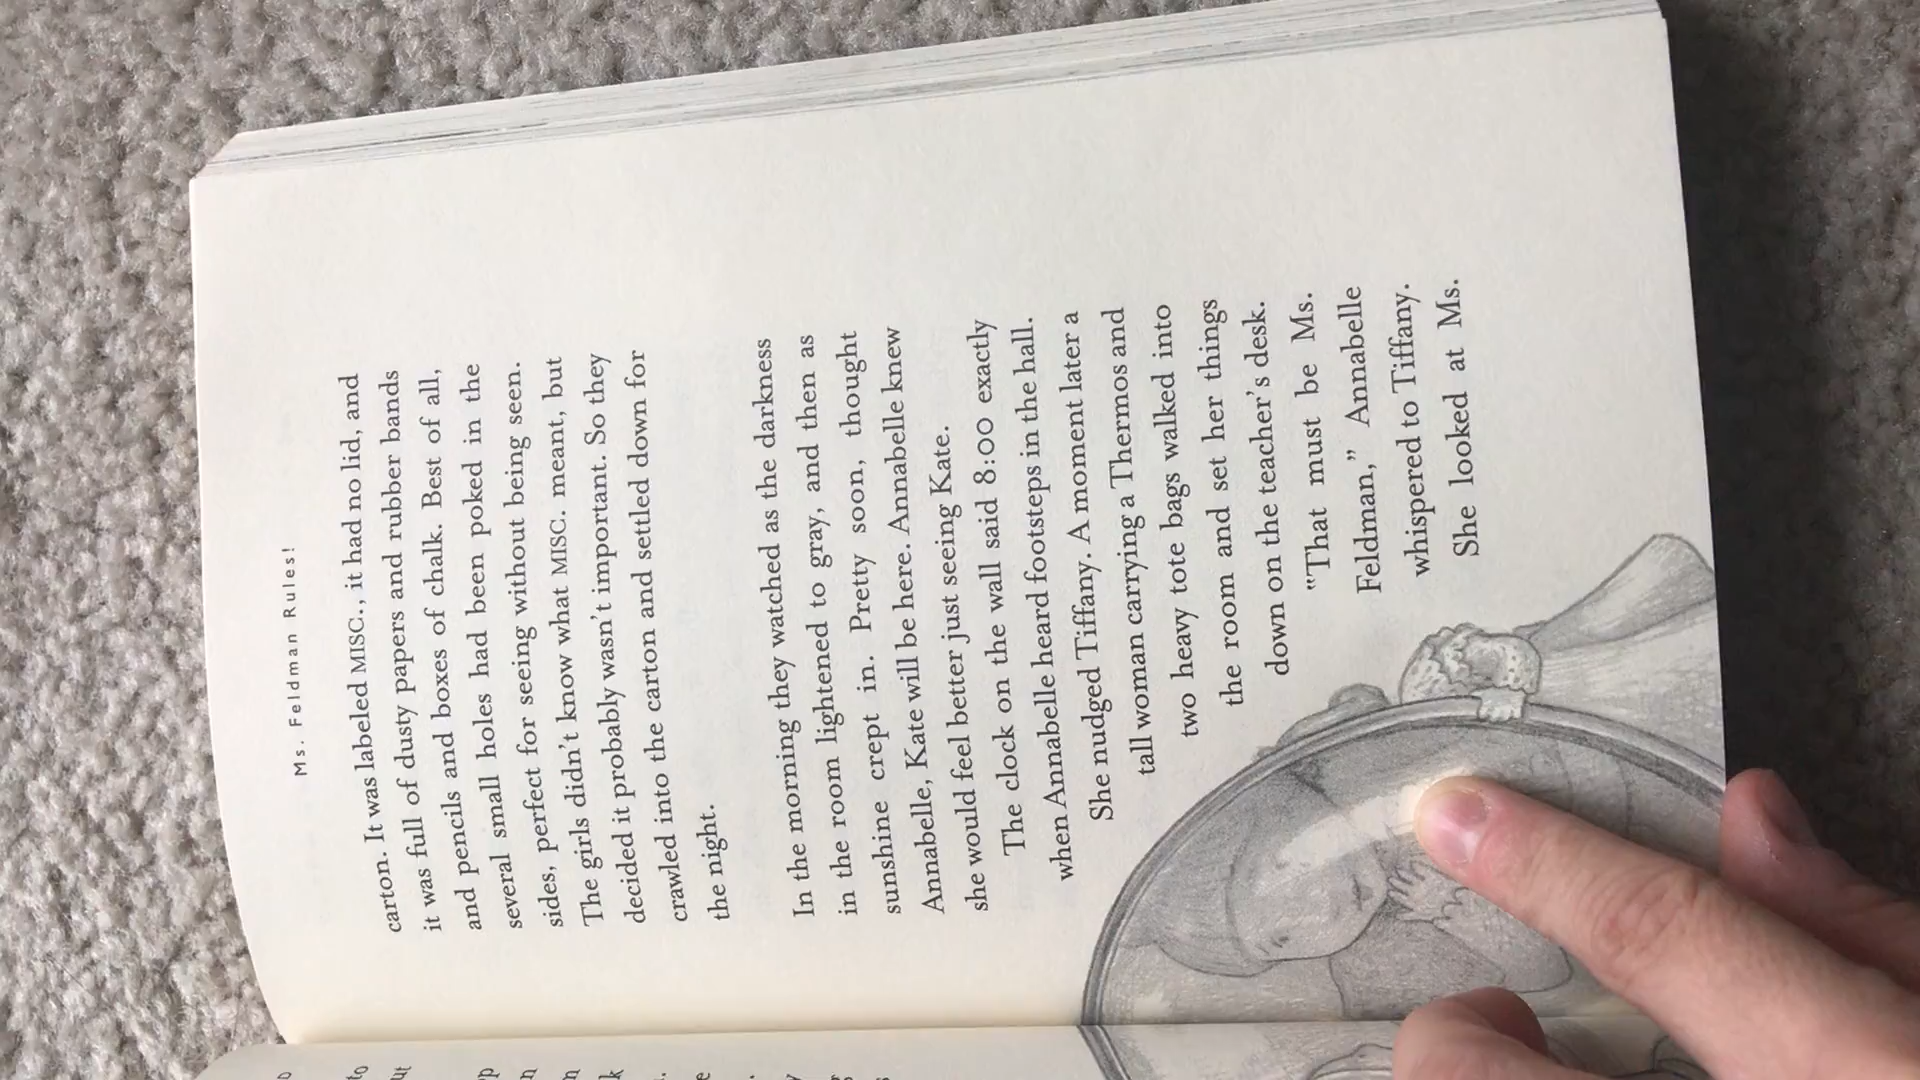 Ms. Feldman Rules!
carton. It was labeled MISC., it had no lid, and
it was full of dusty papers and rubber bands
and pencils and boxes of chalk. Best of all,
several small holes had been poked in the
sides, perfect for seeing without being seen.
The girls didn't know what MISC. meant, but
decided it probably wasn't important. So they
crawled into the carton and settled down for
the night.
In the morning they watched as the darkness
in the room lightened to gray, and then as
sunshine crept in. Pretty soon, thought
Annabelle, Kate will be here. Annabelle knew
she would feel better just seeing Kate.
The clock on the wall said 8:00 exactly
when Annabelle heard footsteps in the hall.
She nudged Tiffany. A moment later a
tall woman carrying a Thermos and
two heavy tote bags walked into
the room and set her things
down on the teacher's desk.
"That must be Ms.
Feldman," Annabelle
whispered to Tiffany.
She looked at Ms.